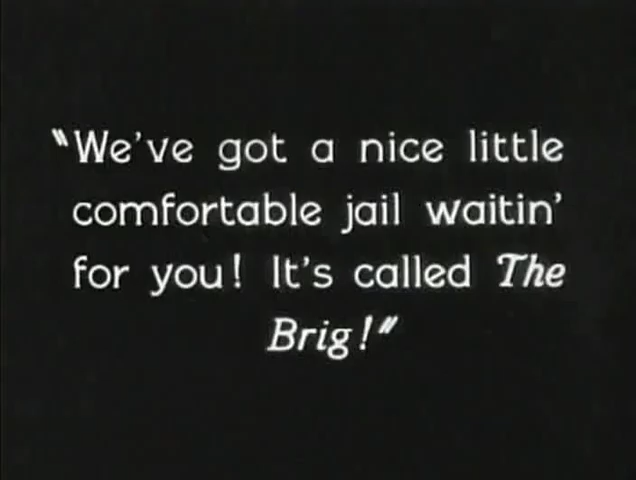 "We've got a nice little
comfortable jail waitin'
for you! It's called The
Brig!"